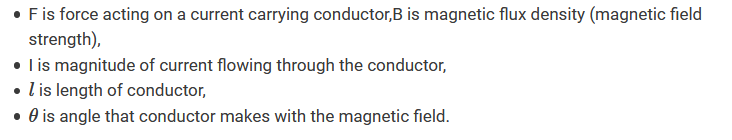 • F is force acting on a current carrying conductor,B is magnetic flux density (magnetic field
strength),
• I is magnitude of current flowing through the conductor,
• l is length of conductor,
• θ is angle that conductor makes with the magnetic field.